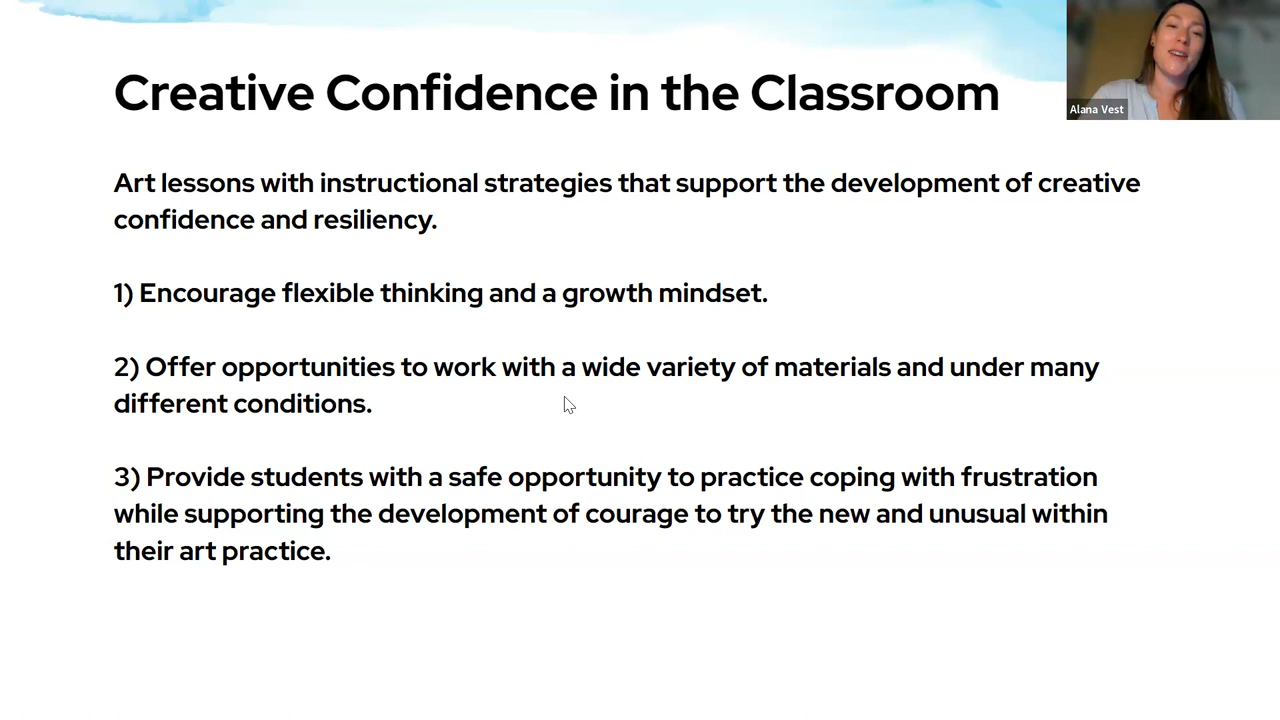 Creative Confidence in the Classroom
Alana Vest
Art lessons with instructional strategies that support the development of creative
confidence and resiliency.
1) Encourage flexible thinking and a growth mindset.
2) Offer opportunities to work with a wide variety of materials and under many
different conditions.
3) Provide students with a safe opportunity to practice coping with frustration
while supporting the development of courage to try the new and unusual within
their art practice.